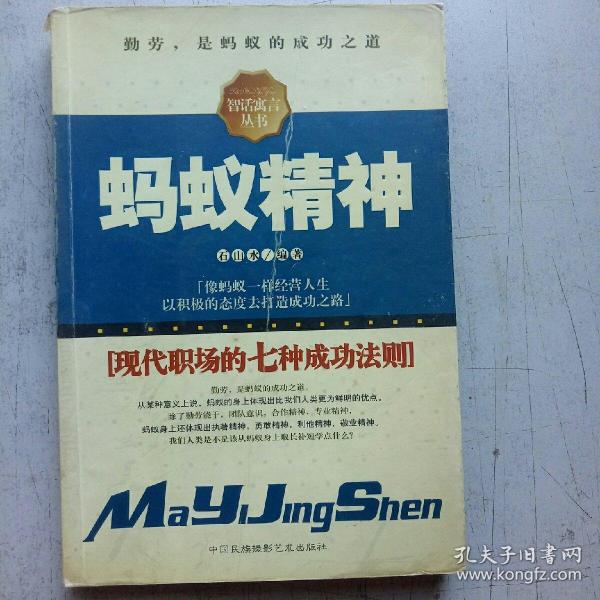 勤劳，是蚂蚁的成功之道
智话寓言
丛书
蚂蚁精神
石山水/编著
「像蚂蚁一样经营人生
以积极的态度去打造成功之路」
[现代职场的七种成功法则]
勤劳，是蚂蚁的成功之道。
从某种意义上说，蚂蚁的身上体现出比我们人类更为鲜明的优点。
除了勤劳能干，团队意识，合作精神，专业精神，
蚂蚁身上还体现出执著精神，勇敢精神，利他精神，敬业精神。
我们人类是不是该从蚂蚁身上取长补短学点什么？
MaYiJingShen
中国民族摄影艺术出版社
孔夫子旧书网
www.kongfz.com